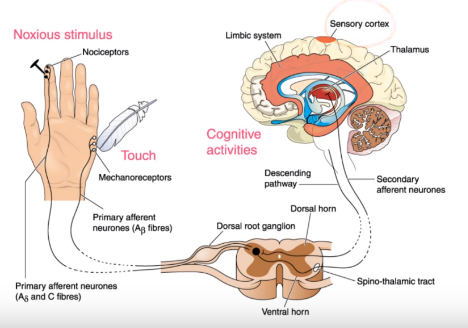 Noxious stimulus
Nociceptors
Touch
Mechanoreceptors
Primary afferent
neurones (Aβ fibres)
Primary afferent neurones
(Aδ and C fibres)
Sensory cortex
Limbic system
Thalamus
Cognitive
activities
Descending
pathway
Secondary
afferent neurones
Dorsal horn
Dorsal root ganglion
Spino-thalamic tract
Ventral horn